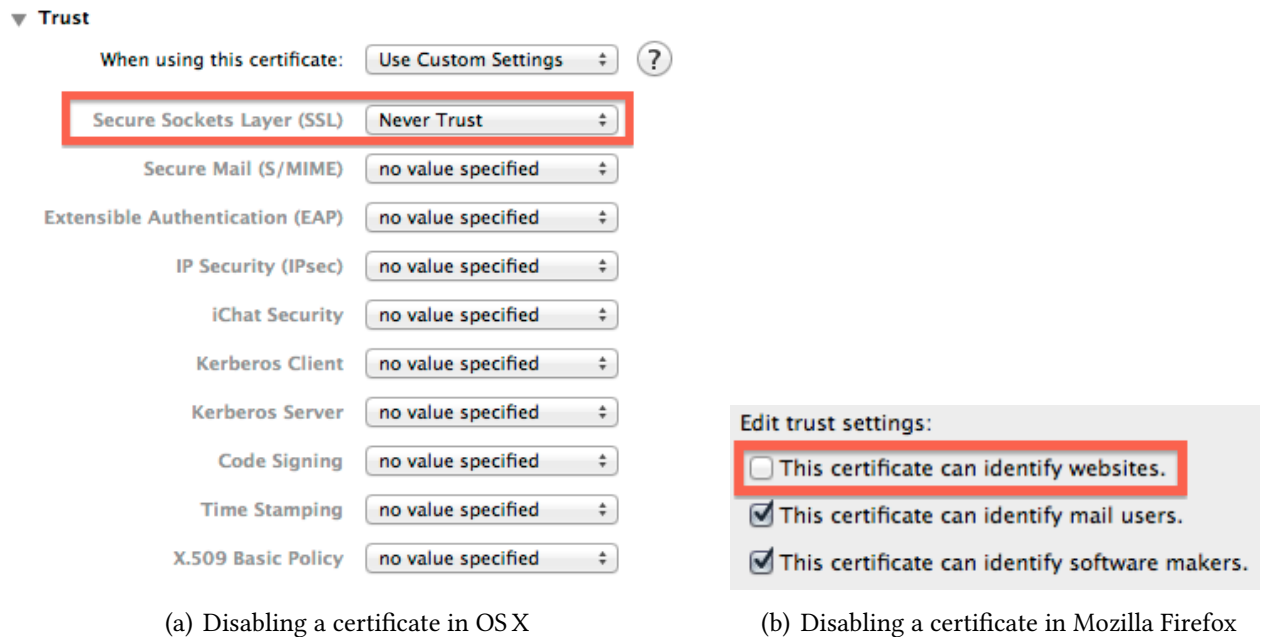 Trust
When using this certificate: Use Custom Settings ?
Secure Sockets Layer (SSL) Never Trust
Secure Mail (S/MIME) no value specified
Extensible Authentication (EAP) no value specified
IP Security (IPsec) no value specified
iChat Security no value specified
Kerberos Client no value specified
Kerberos Server no value specified
Code Signing no value specified
Time Stamping no value specified
X.509 Basic Policy no value specified
(a) Disabling a certificate in OS X
Edit trust settings:
This certificate can identify websites.
This certificate can identify mail users.
This certificate can identify software makers.
(b) Disabling a certificate in Mozilla Firefox